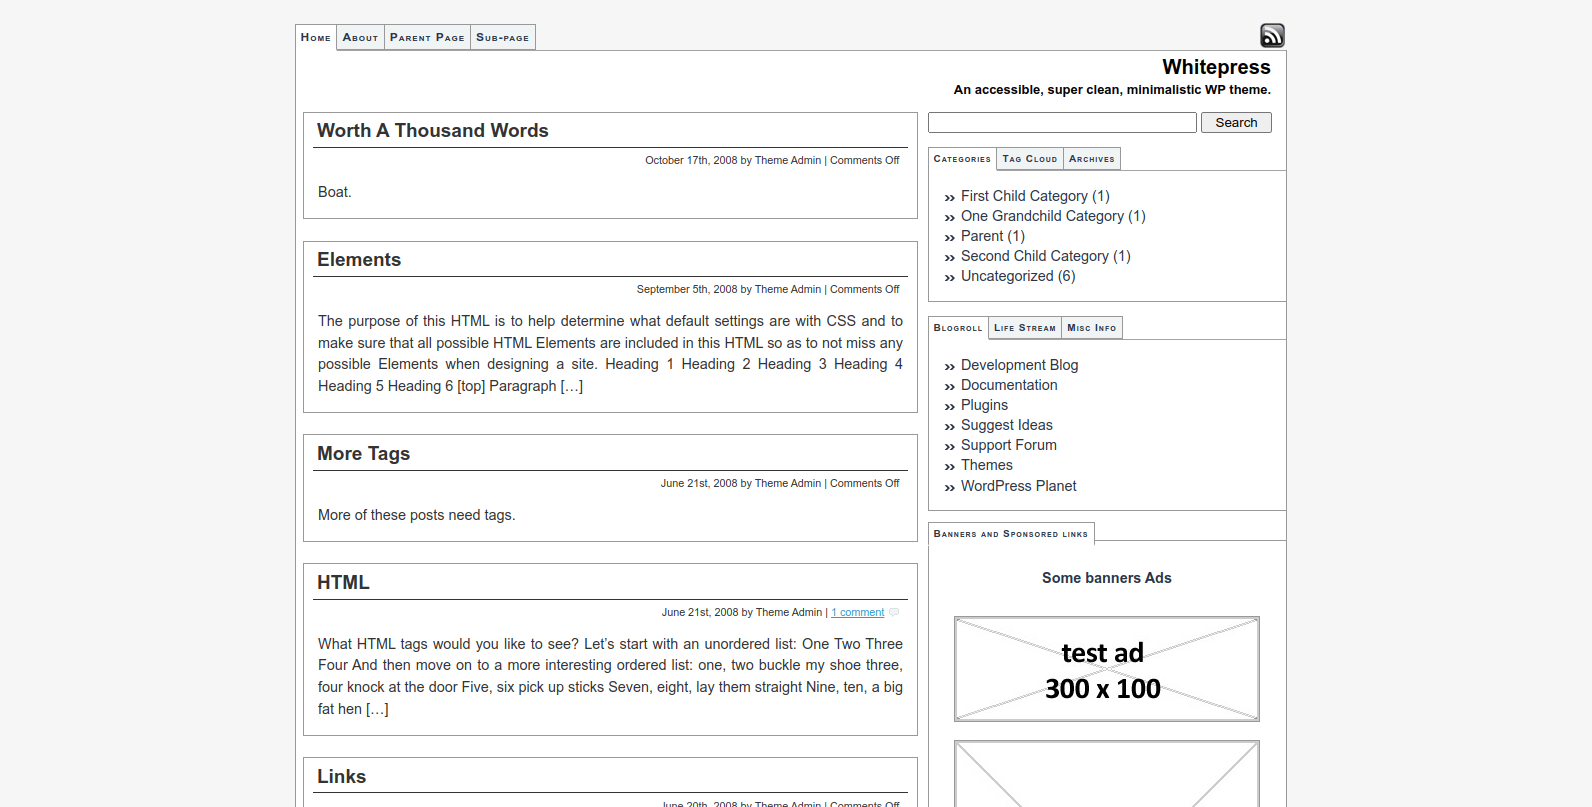 Home About Parent Page Sub-page
Whitepress
An accessible, super clean, minimalistic WP theme.
Worth A Thousand Words
October 17th, 2008 by Theme Admin | Comments Off
Boat.
Elements
September 5th, 2008 by Theme Admin | Comments Off
The purpose of this HTML is to help determine what default settings are with CSS and to
make sure that all possible HTML Elements are included in this HTML so as to not miss any
possible Elements when designing a site. Heading 1 Heading 2 Heading 3 Heading 4
Heading 5 Heading 6 [top] Paragraph […]
More Tags
June 21st, 2008 by Theme Admin | Comments Off
More of these posts need tags.
HTML
June 21st, 2008 by Theme Admin | 1 comment
What HTML tags would you like to see? Let’s start with an unordered list: One Two Three
Four And then move on to a more interesting ordered list: one, two buckle my shoe three,
four knock at the door Five, six pick up sticks Seven, eight, lay them straight Nine, ten, a big
fat hen […]
Links
June 20th, 2008 by Theme Admin | Comments Off
Search
Categories Tag Cloud Archives
›› First Child Category (1)
›› One Grandchild Category (1)
›› Parent (1)
›› Second Child Category (1)
›› Uncategorized (6)
Blogroll Life Stream Misc Info
›› Development Blog
›› Documentation
›› Plugins
›› Suggest Ideas
›› Support Forum
›› Themes
›› WordPress Planet
Banners and Sponsored links
Some banners Ads
test ad
300 x 100